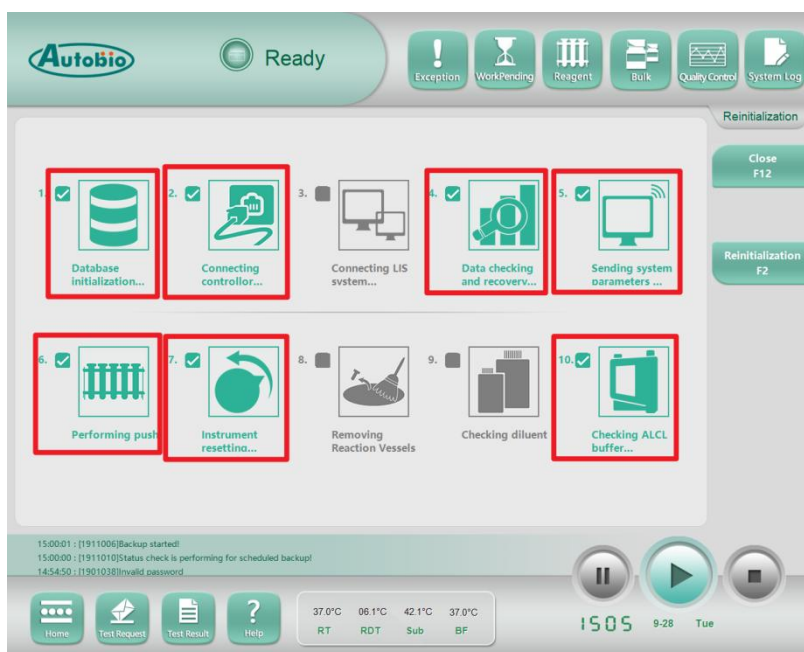 Autobio
Ready
Exception
WorkPending
Reagent
Bulk
Quality Control
System Log
Reinitialization
Close
F12
Reinitialization
F2
1.
Database
initialization...
2.
Connecting
controllor...
3.
Connecting LIS
system...
4.
Data checking
and recovery...
5.
Sending system
parameters ...
6.
Performing push
7.
Instrument
resetting...
8.
Removing
Reaction Vessels
9.
Checking diluent
10.
Checking ALCL
buffer...
15:00:01 : [1911006]Backup started!
15:00:00 : [1911010]Status check is performing for scheduled backup!
14:54:50 : [1901038]Invalid password
Home
Test Request
Test Result
Help
37.0°C 06.1°C 42.1°C 37.0°C
RT RDT Sub BF
1505 9-28 Tue